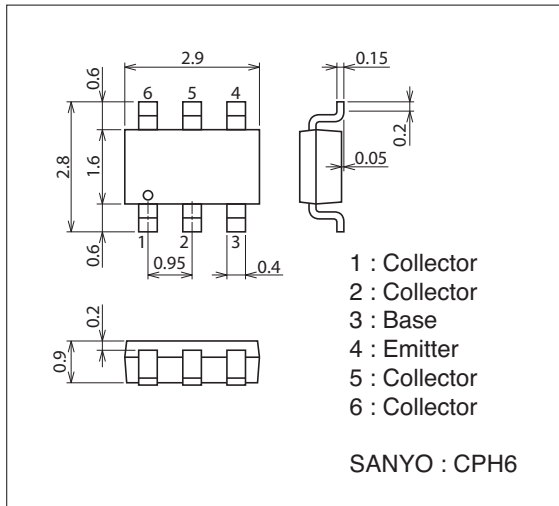 2.9
0.15
0.6
6 5 4
0.2
2.8
1.6
0.05
0.6
1 2 3
0.95
0.4
1 : Collector
2 : Collector
3 : Base
4 : Emitter
5 : Collector
6 : Collector
0.2
0.9
SANYO : CPH6